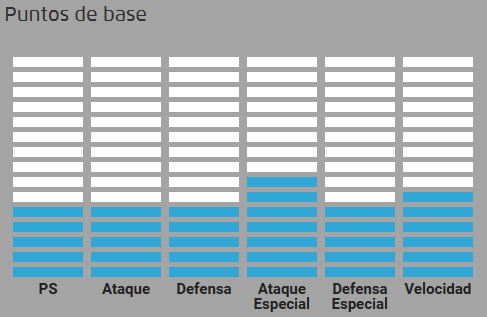 Puntos de base
PS
Ataque
Defensa
Ataque
Especial
Defensa
Especial
Velocidad